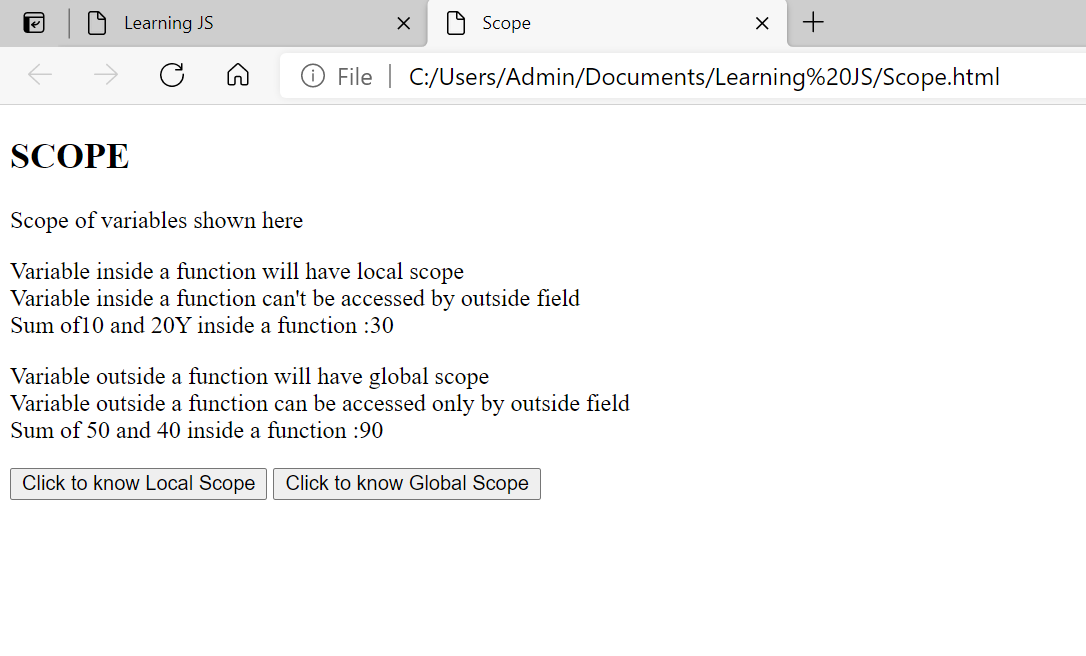 Learning JS
Scope
File
C:/Users/Admin/Documents/Learning%20JS/Scope.html
SCOPE
Scope of variables shown here
Variable inside a function will have local scope
Variable inside a function can't be accessed by outside field
Sum of10 and 20Y inside a function :30
Variable outside a function will have global scope
Variable outside a function can be accessed only by outside field
Sum of 50 and 40 inside a function :90
Click to know Local Scope
Click to know Global Scope